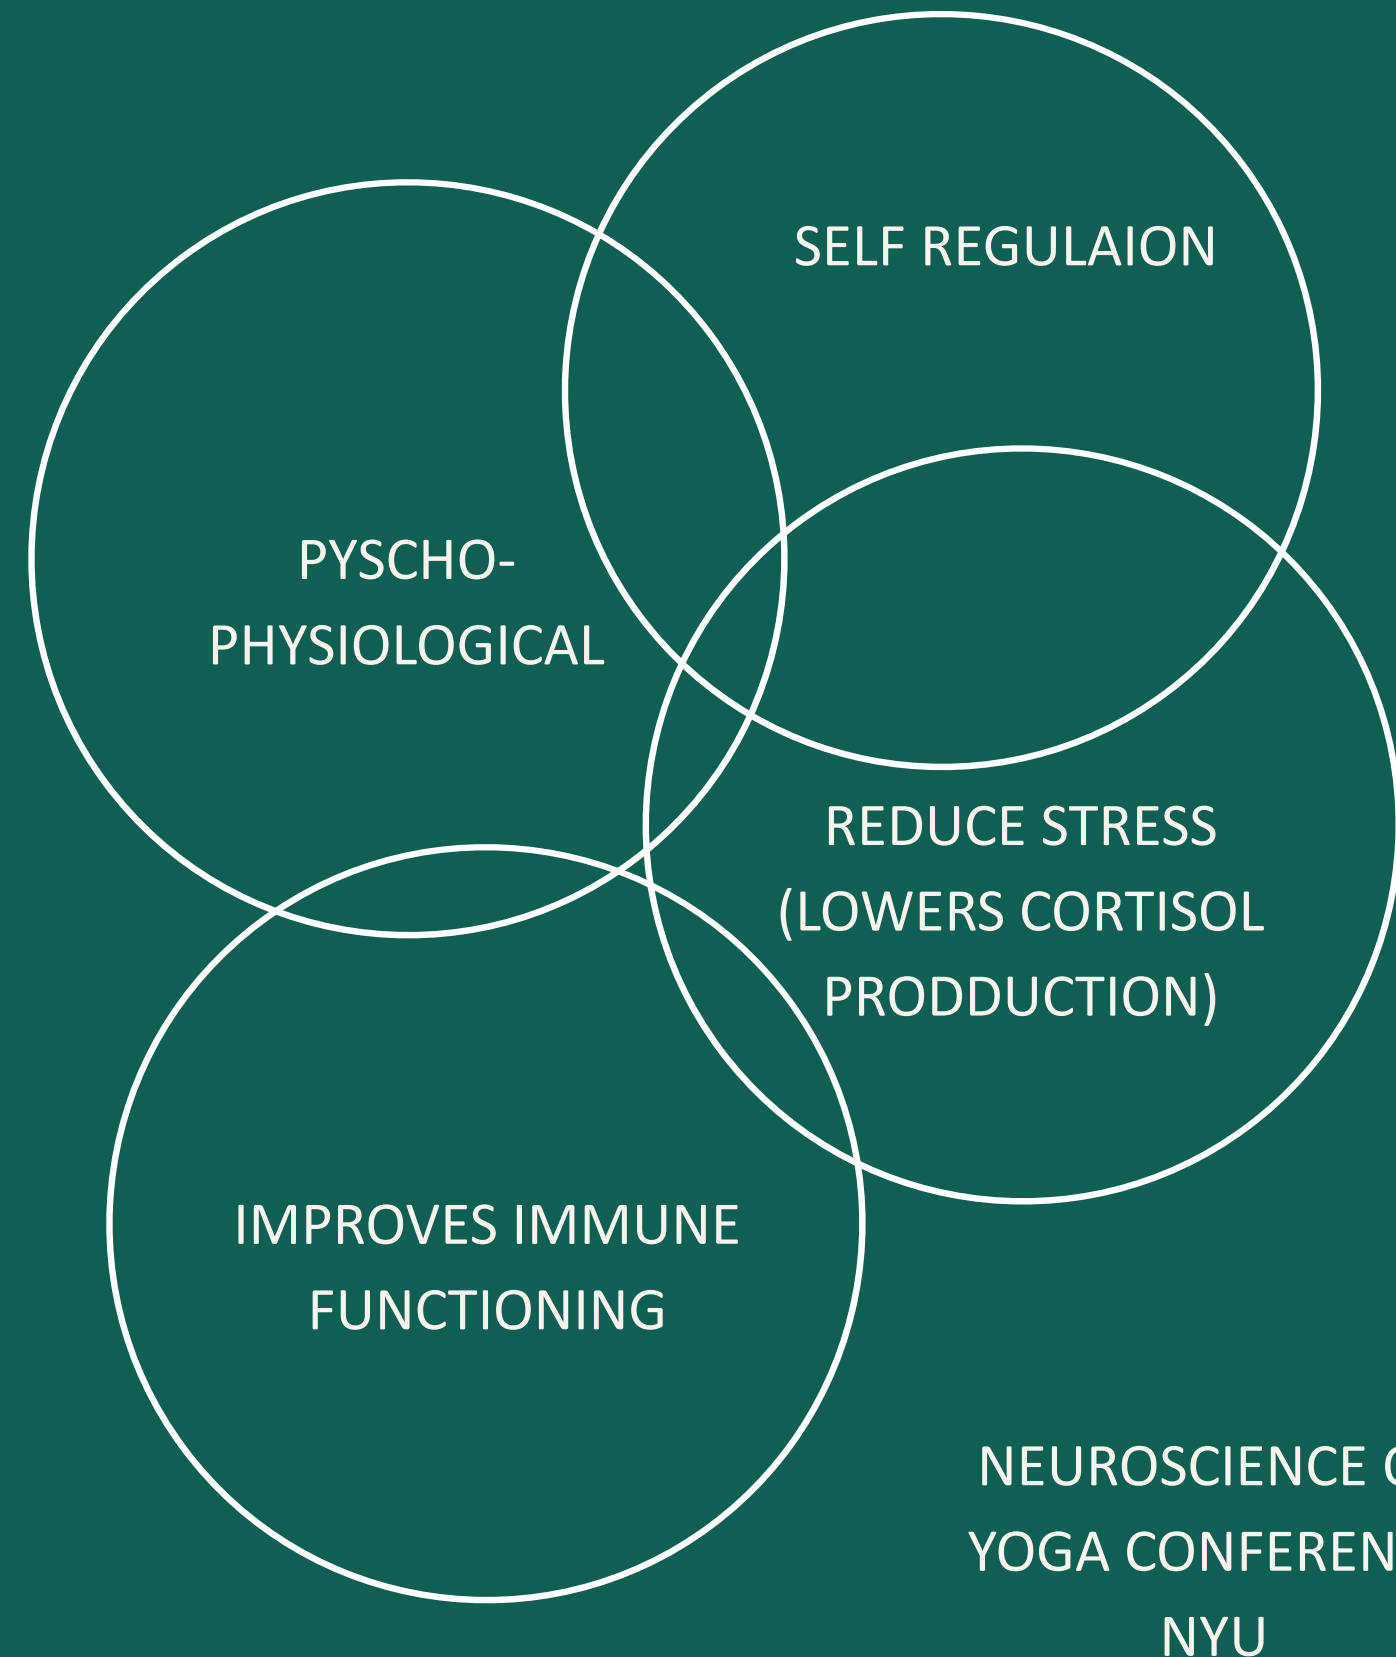 SELF REGULAION
PYSCHO-
PHYSIOLOGICAL
REDUCE STRESS
(LOWERS CORTISOL
PRODDUCTION)
IMPROVES IMMUNE
FUNCTIONING
NEUROSCIENCE
YOGA
NYU